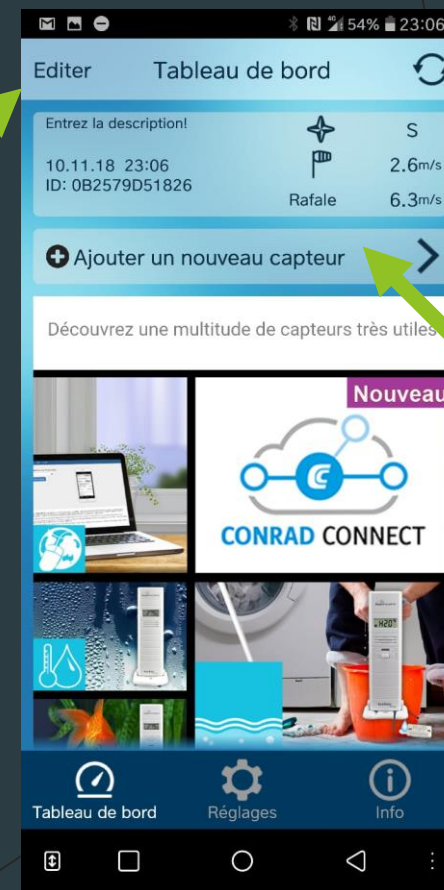 54% 23:06
Editer Tableau de bord
Entrez la description!
S
10.11.18 23:06
2.6m/s
ID: 0B2579D51826
Rafale 6.3m/s
Ajouter un nouveau capteur
Découvrez une multitude de capteurs très utiles
Nouveau
C
CONRAD CONNECT
H2O
Tableau de bord Réglages Info